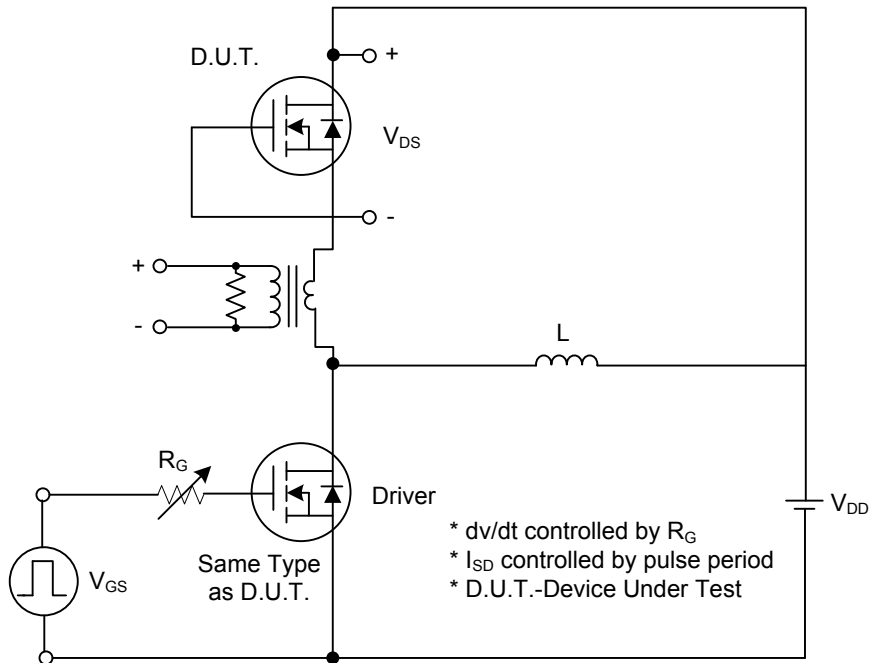 D.U.T.
+
V_DS
-
+
-
L
R_G
Driver
V_DD
V_GS
Same Type
as D.U.T.
* dv/dt controlled by R_G
* I_SD controlled by pulse period
* D.U.T.-Device Under Test